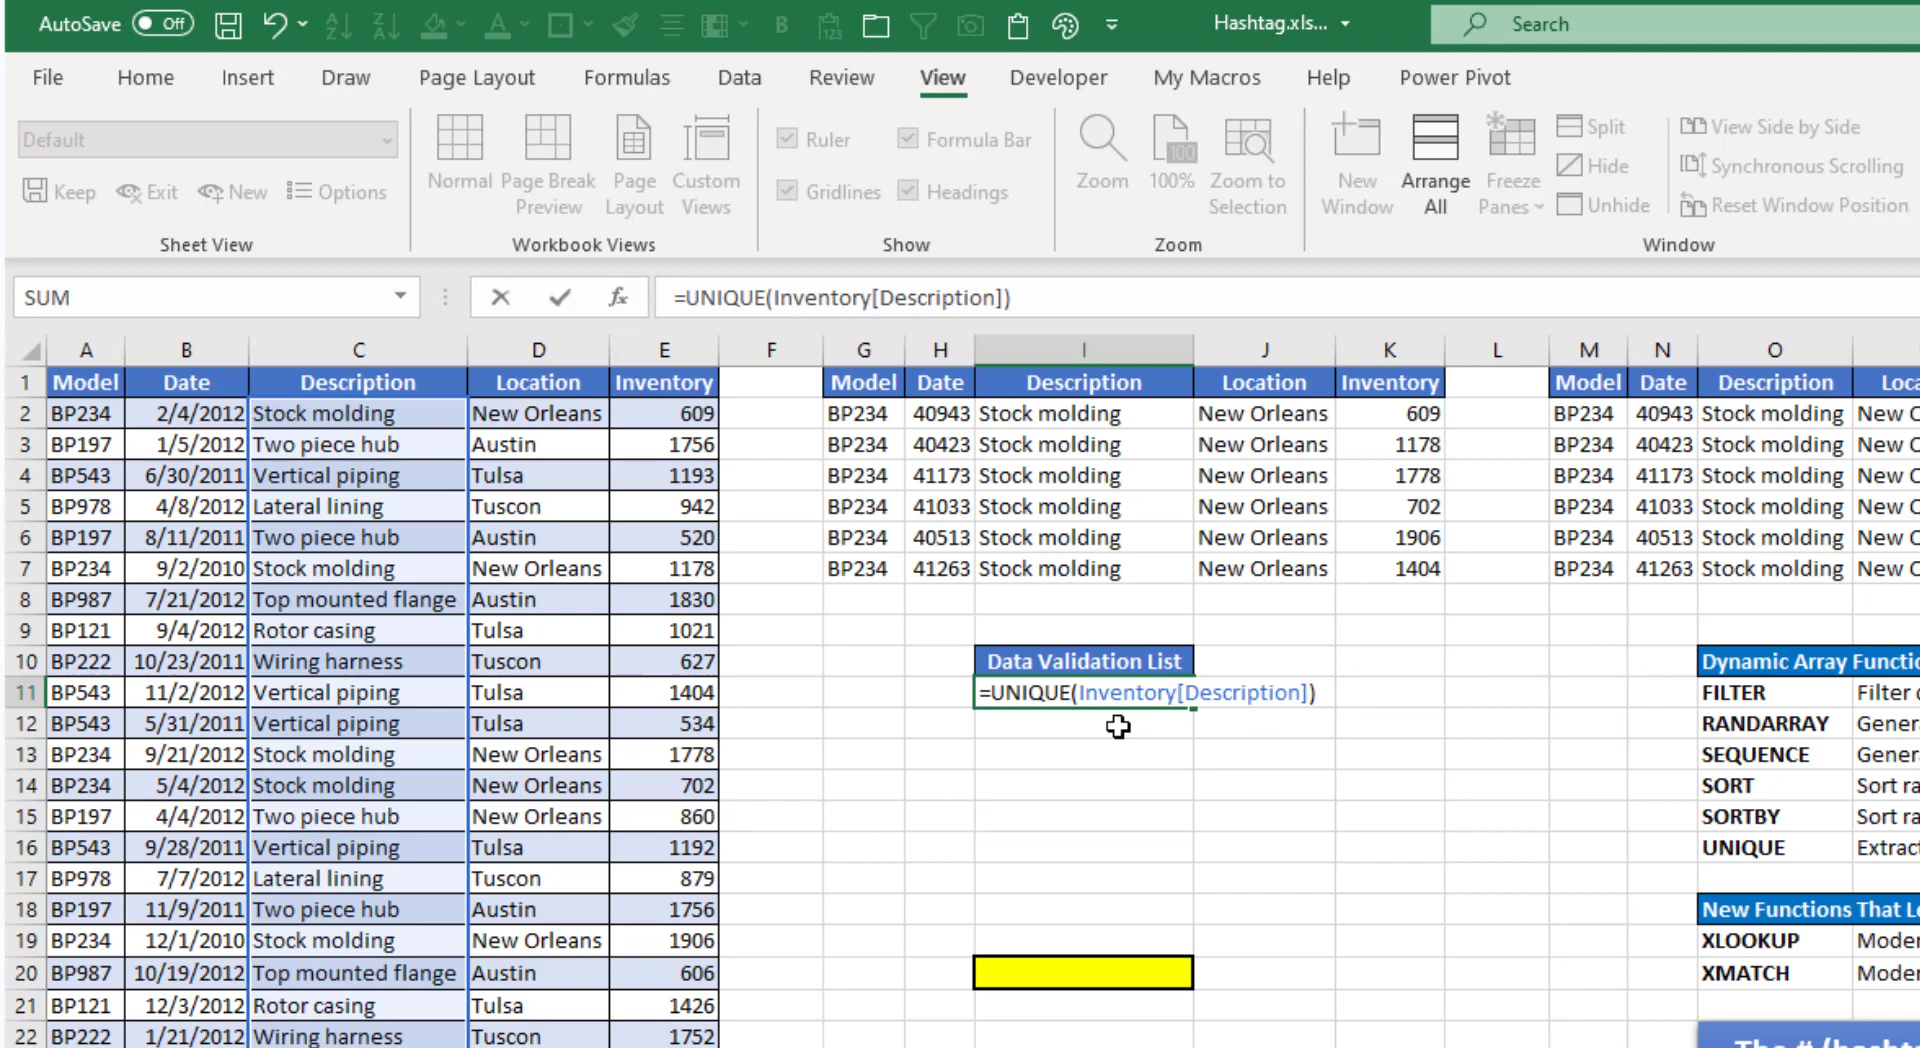 AutoSave Off Hashtag.xls... Search
File Home Insert Draw Page Layout Formulas Data Review View Developer My Macros Help Power Pivot
Default
Keep Exit New Options
Sheet View
Normal Page Break Preview Page Layout Custom Views
Workbook Views
Ruler Formula Bar
Gridlines Headings
Show
Zoom 100% Zoom to Selection
Zoom
New Window Arrange All Freeze Panes
Split
Hide
Unhide
View Side by Side
Synchronous Scrolling
Reset Window Position
Window
SUM fx =UNIQUE(Inventory[Description])
A B C D E F G H I J K L M N O
1 Model Date Description Location Inventory Model Date Description Location Inventory Model Date Description
2 BP234 2/4/2012 Stock molding New Orleans 609 BP234 40943 Stock molding New Orleans 609 BP234 40943 Stock molding New
3 BP197 1/5/2012 Two piece hub Austin 1756 BP234 40423 Stock molding New Orleans 1178 BP234 40423 Stock molding New
4 BP543 6/30/2011 Vertical piping Tulsa 1193 BP234 41173 Stock molding New Orleans 1778 BP234 41173 Stock molding New
5 BP978 4/8/2012 Lateral lining Tuscon 942 BP234 41033 Stock molding New Orleans 702 BP234 41033 Stock molding New
6 BP197 8/11/2011 Two piece hub Austin 520 BP234 40513 Stock molding New Orleans 1906 BP234 40513 Stock molding New
7 BP234 9/2/2010 Stock molding New Orleans 1178 BP234 41263 Stock molding New Orleans 1404 BP234 41263 Stock molding New
8 BP987 7/21/2012 Top mounted flange Austin 1830
9 BP121 9/4/2012 Rotor casing Tulsa 1021
10 BP222 10/23/2011 Wiring harness Tuscon 627 Data Validation List Dynamic Array
11 BP543 11/2/2012 Vertical piping Tulsa 1404 =UNIQUE(Inventory[Description]) FILTER Filter
12 BP543 5/31/2011 Vertical piping Tulsa 534 RANDARRAY
13 BP234 9/21/2012 Stock molding New Orleans 1778 SEQUENCE
14 BP234 5/4/2012 Stock molding New Orleans 702 SORT Sort
15 BP197 4/4/2012 Two piece hub New Orleans 860 SORTBY Sort
16 BP543 9/28/2011 Vertical piping Tulsa 1192 UNIQUE Extract
17 BP978 7/7/2012 Lateral lining Tuscon 879
18 BP197 11/9/2011 Two piece hub Austin 1756 New Functions That
19 BP234 12/1/2010 Stock molding New Orleans 1906 XLOOKUP
20 BP987 10/19/2012 Top mounted flange Austin 606 XMATCH
21 BP121 12/3/2012 Rotor casing Tulsa 1426
22 BP222 1/21/2012 Wiring harness Tuscon 1752